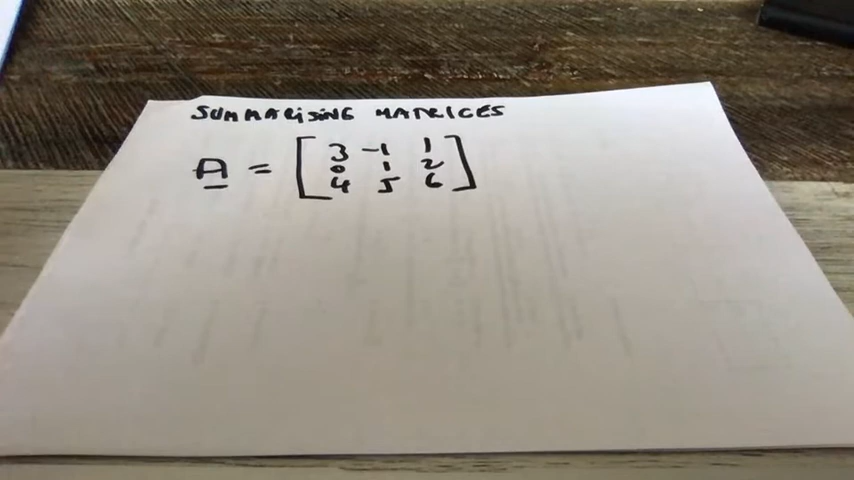 SUMMARISING MATRICES
A = [ 3 -1 1
0 1 2
4 5 6 ]